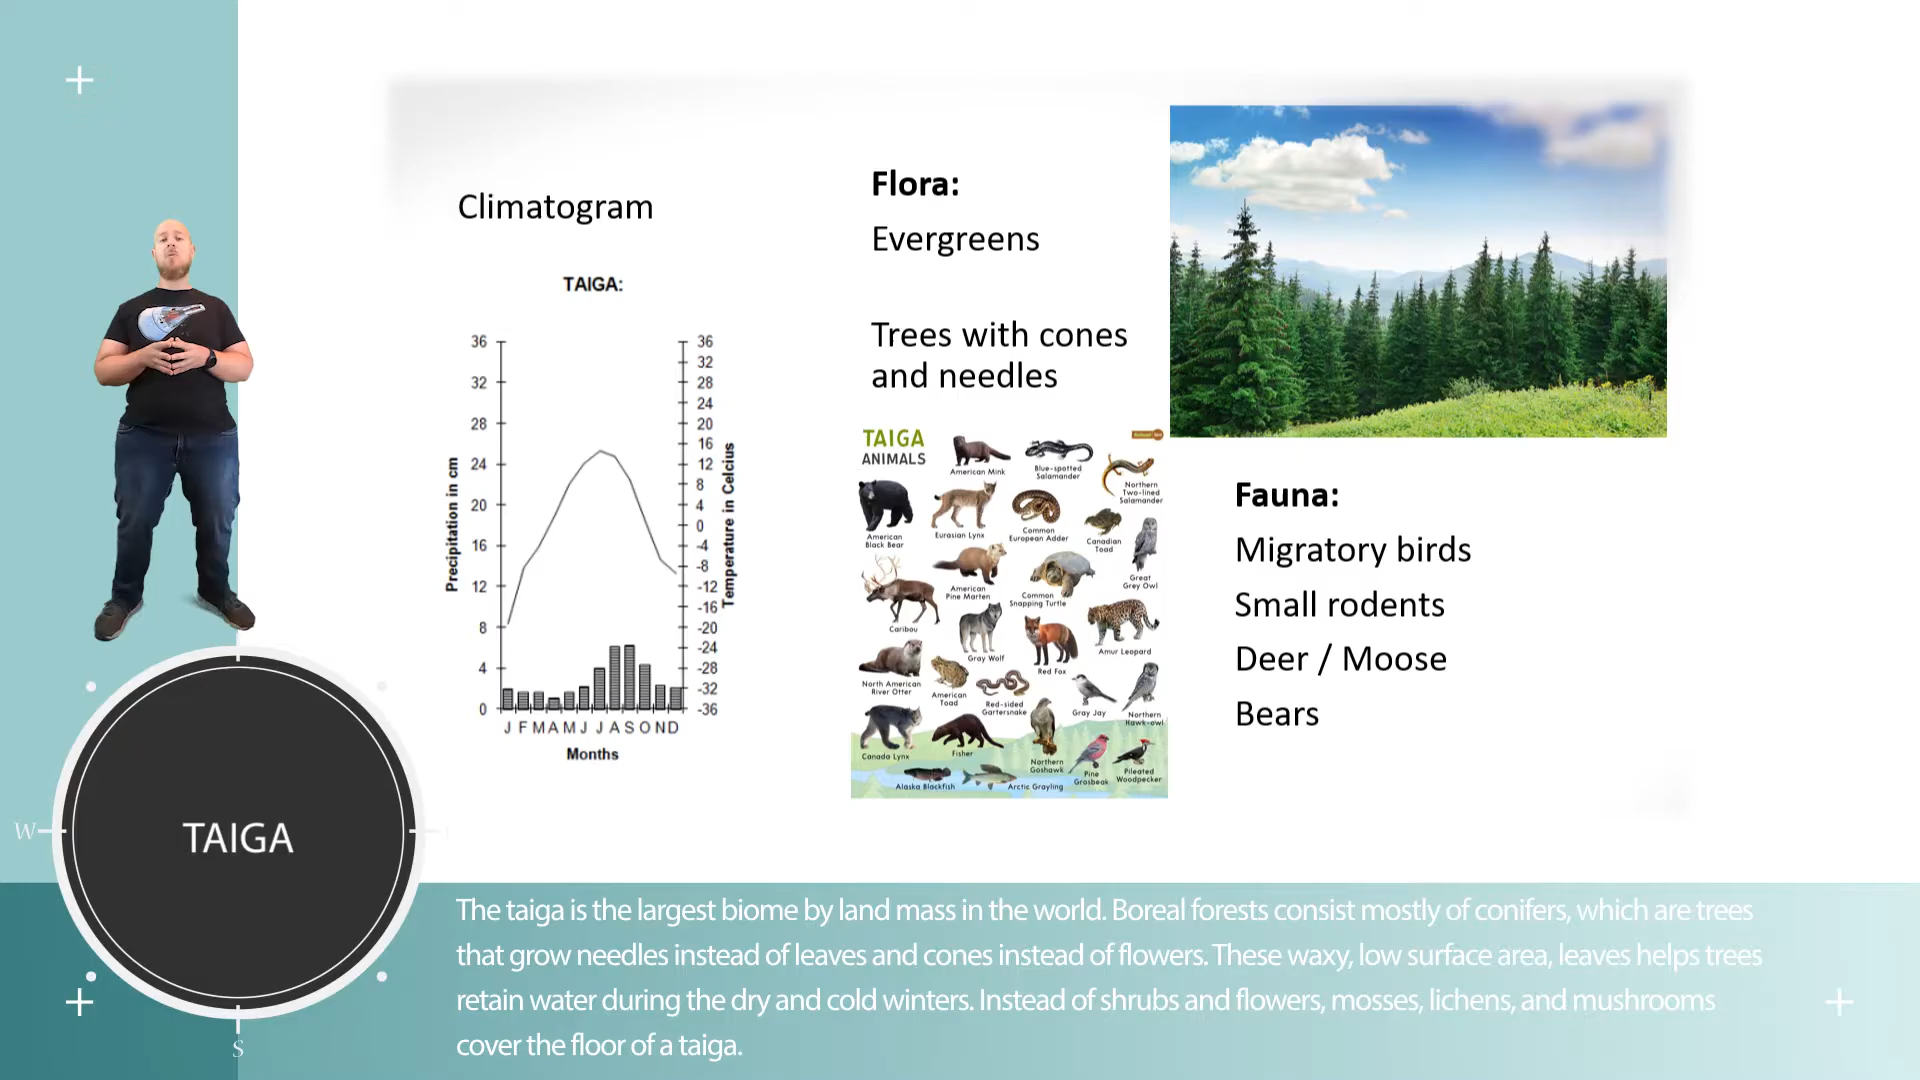 Climatogram
TAIGA:
Precipitation in cm
36
32
28
24
20
16
12
8
4
0
36
32
28
24
20
16
12
8
4
0
-4
-8
-12
-16
-20
-24
-28
-32
-36
Temperature in Celcius
J F M A M J J A S O N D
Months
Flora:
Evergreens
Trees with cones
and needles
TAIGA
ANIMALS
American Mink
Blue-spotted
Salamander
Northern
Two-lined
Salamander
American
Black Bear
Eurasian Lynx
Common
European Adder
Canadian
Toad
Great
Grey Owl
Caribou
American
Pine Marten
Common
Snapping Turtle
Gray Wolf
Red Fox
Amur Leopard
North American
River Otter
American
Toad
Red-sided
Gartersnake
Gray Jay
Northern
Hawk-owl
Canada Lynx
Fisher
Northern
Goshawk
Pine
Grosbeak
Pileated
Woodpecker
Alaska Blackfish
Arctic Grayling
Fauna:
Migratory birds
Small rodents
Deer / Moose
Bears
W
TAIGA
S
The taiga is the largest biome by land mass in the world. Boreal forests consist mostly of conifers, which are trees
that grow needles instead of leaves and cones instead of flowers. These waxy, low surface area, leaves helps trees
retain water during the dry and cold winters. Instead of shrubs and flowers, mosses, lichens, and mushrooms
cover the floor of a taiga.